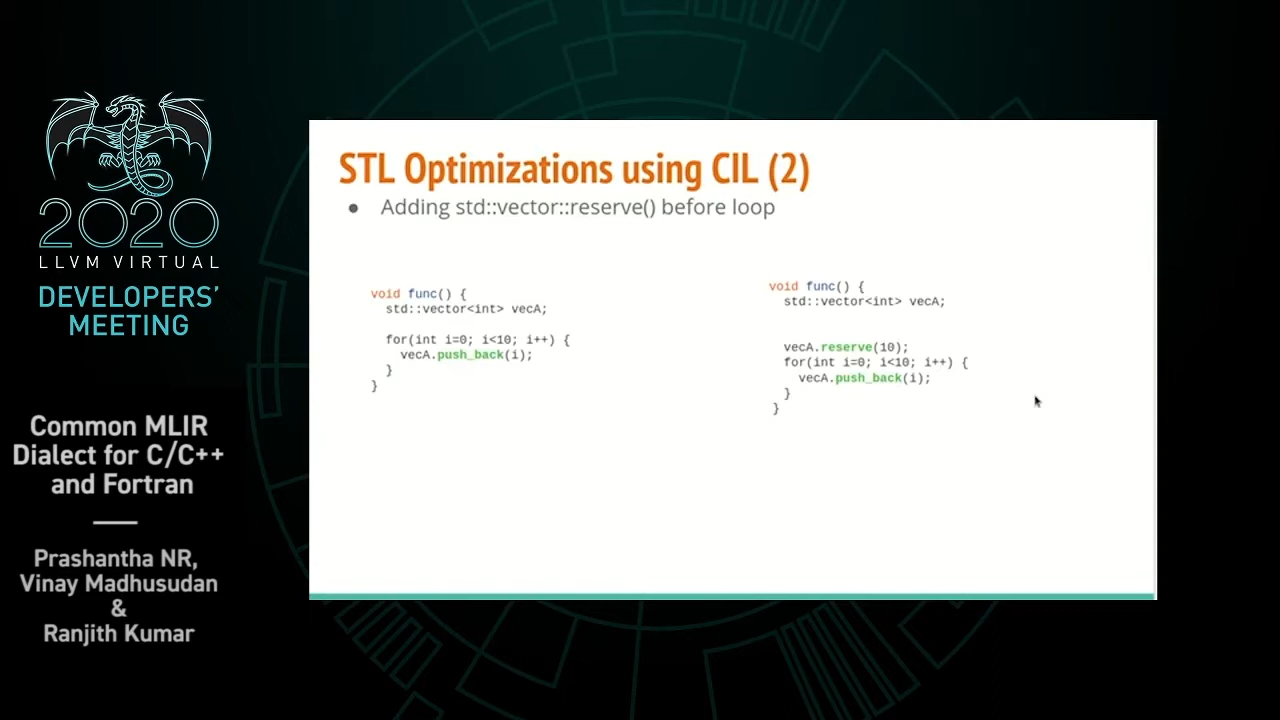 2020
LLVM VIRTUAL
DEVELOPERS'
MEETING
Common MLIR
Dialect for C/C++
and Fortran
Prashantha NR,
Vinay Madhusudan
&
Ranjith Kumar
STL Optimizations using CIL (2)
● Adding std::vector::reserve() before loop
void func() {
std::vector<int> vecA;
for(int i=0; i<10; i++) {
vecA.push_back(i);
}
}
void func() {
std::vector<int> vecA;
vecA.reserve(10);
for(int i=0; i<10; i++) {
vecA.push_back(i);
}
}